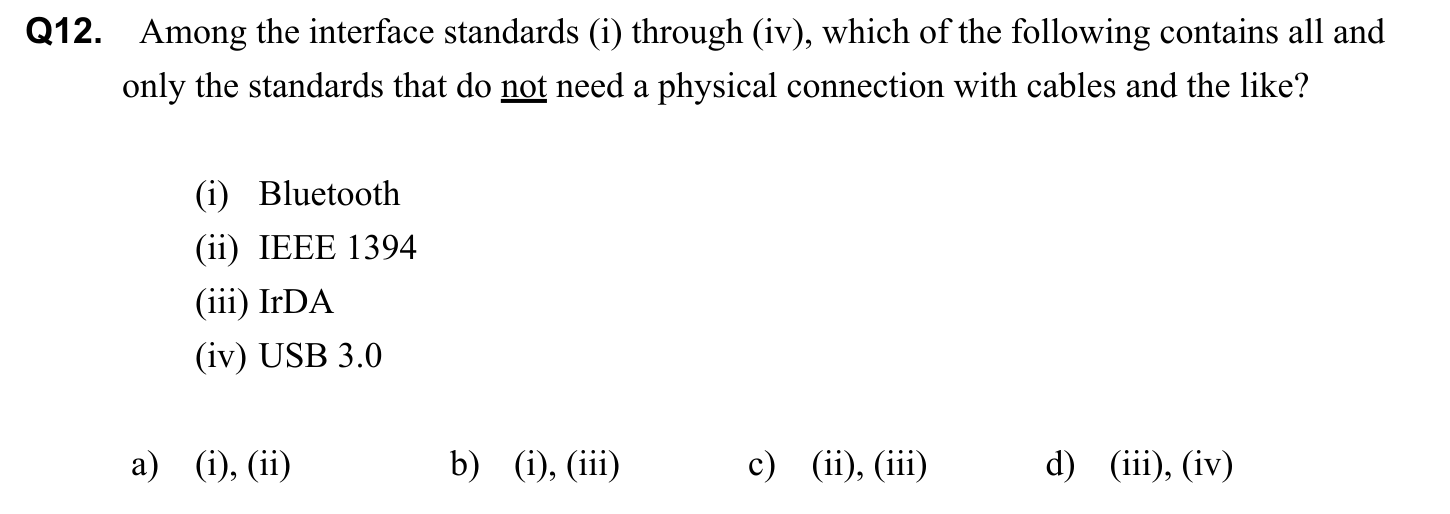 Q12. Among the interface standards (i) through (iv), which of the following contains all and
only the standards that do not need a physical connection with cables and the like?
(i) Bluetooth
(ii) IEEE 1394
(iii) IrDA
(iv) USB 3.0
a) (i), (ii) b) (i), (iii) c) (ii), (iii) d) (iii), (iv)